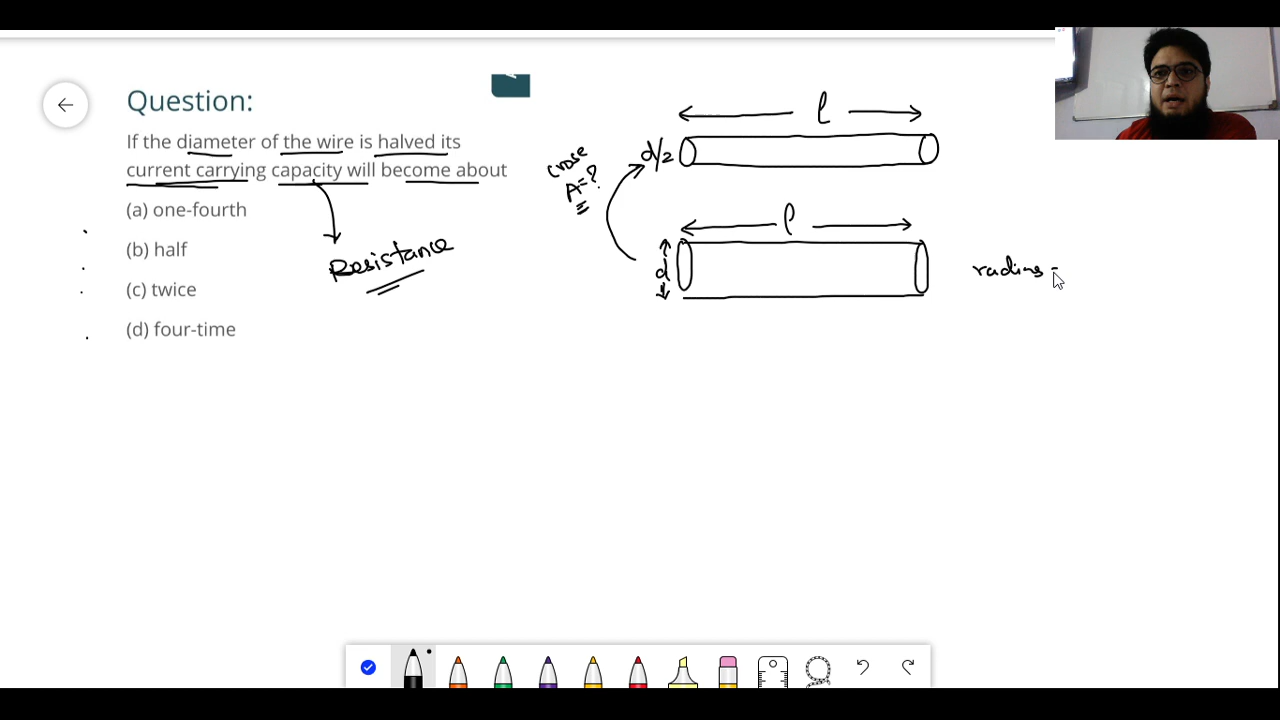 Question:
If the diameter of the wire is halved its
current carrying capacity will become about
(a) one-fourth
(b) half
(c) twice
(d) four-time
Resistance
crose
A=?
d/2
l
l
d
radius =